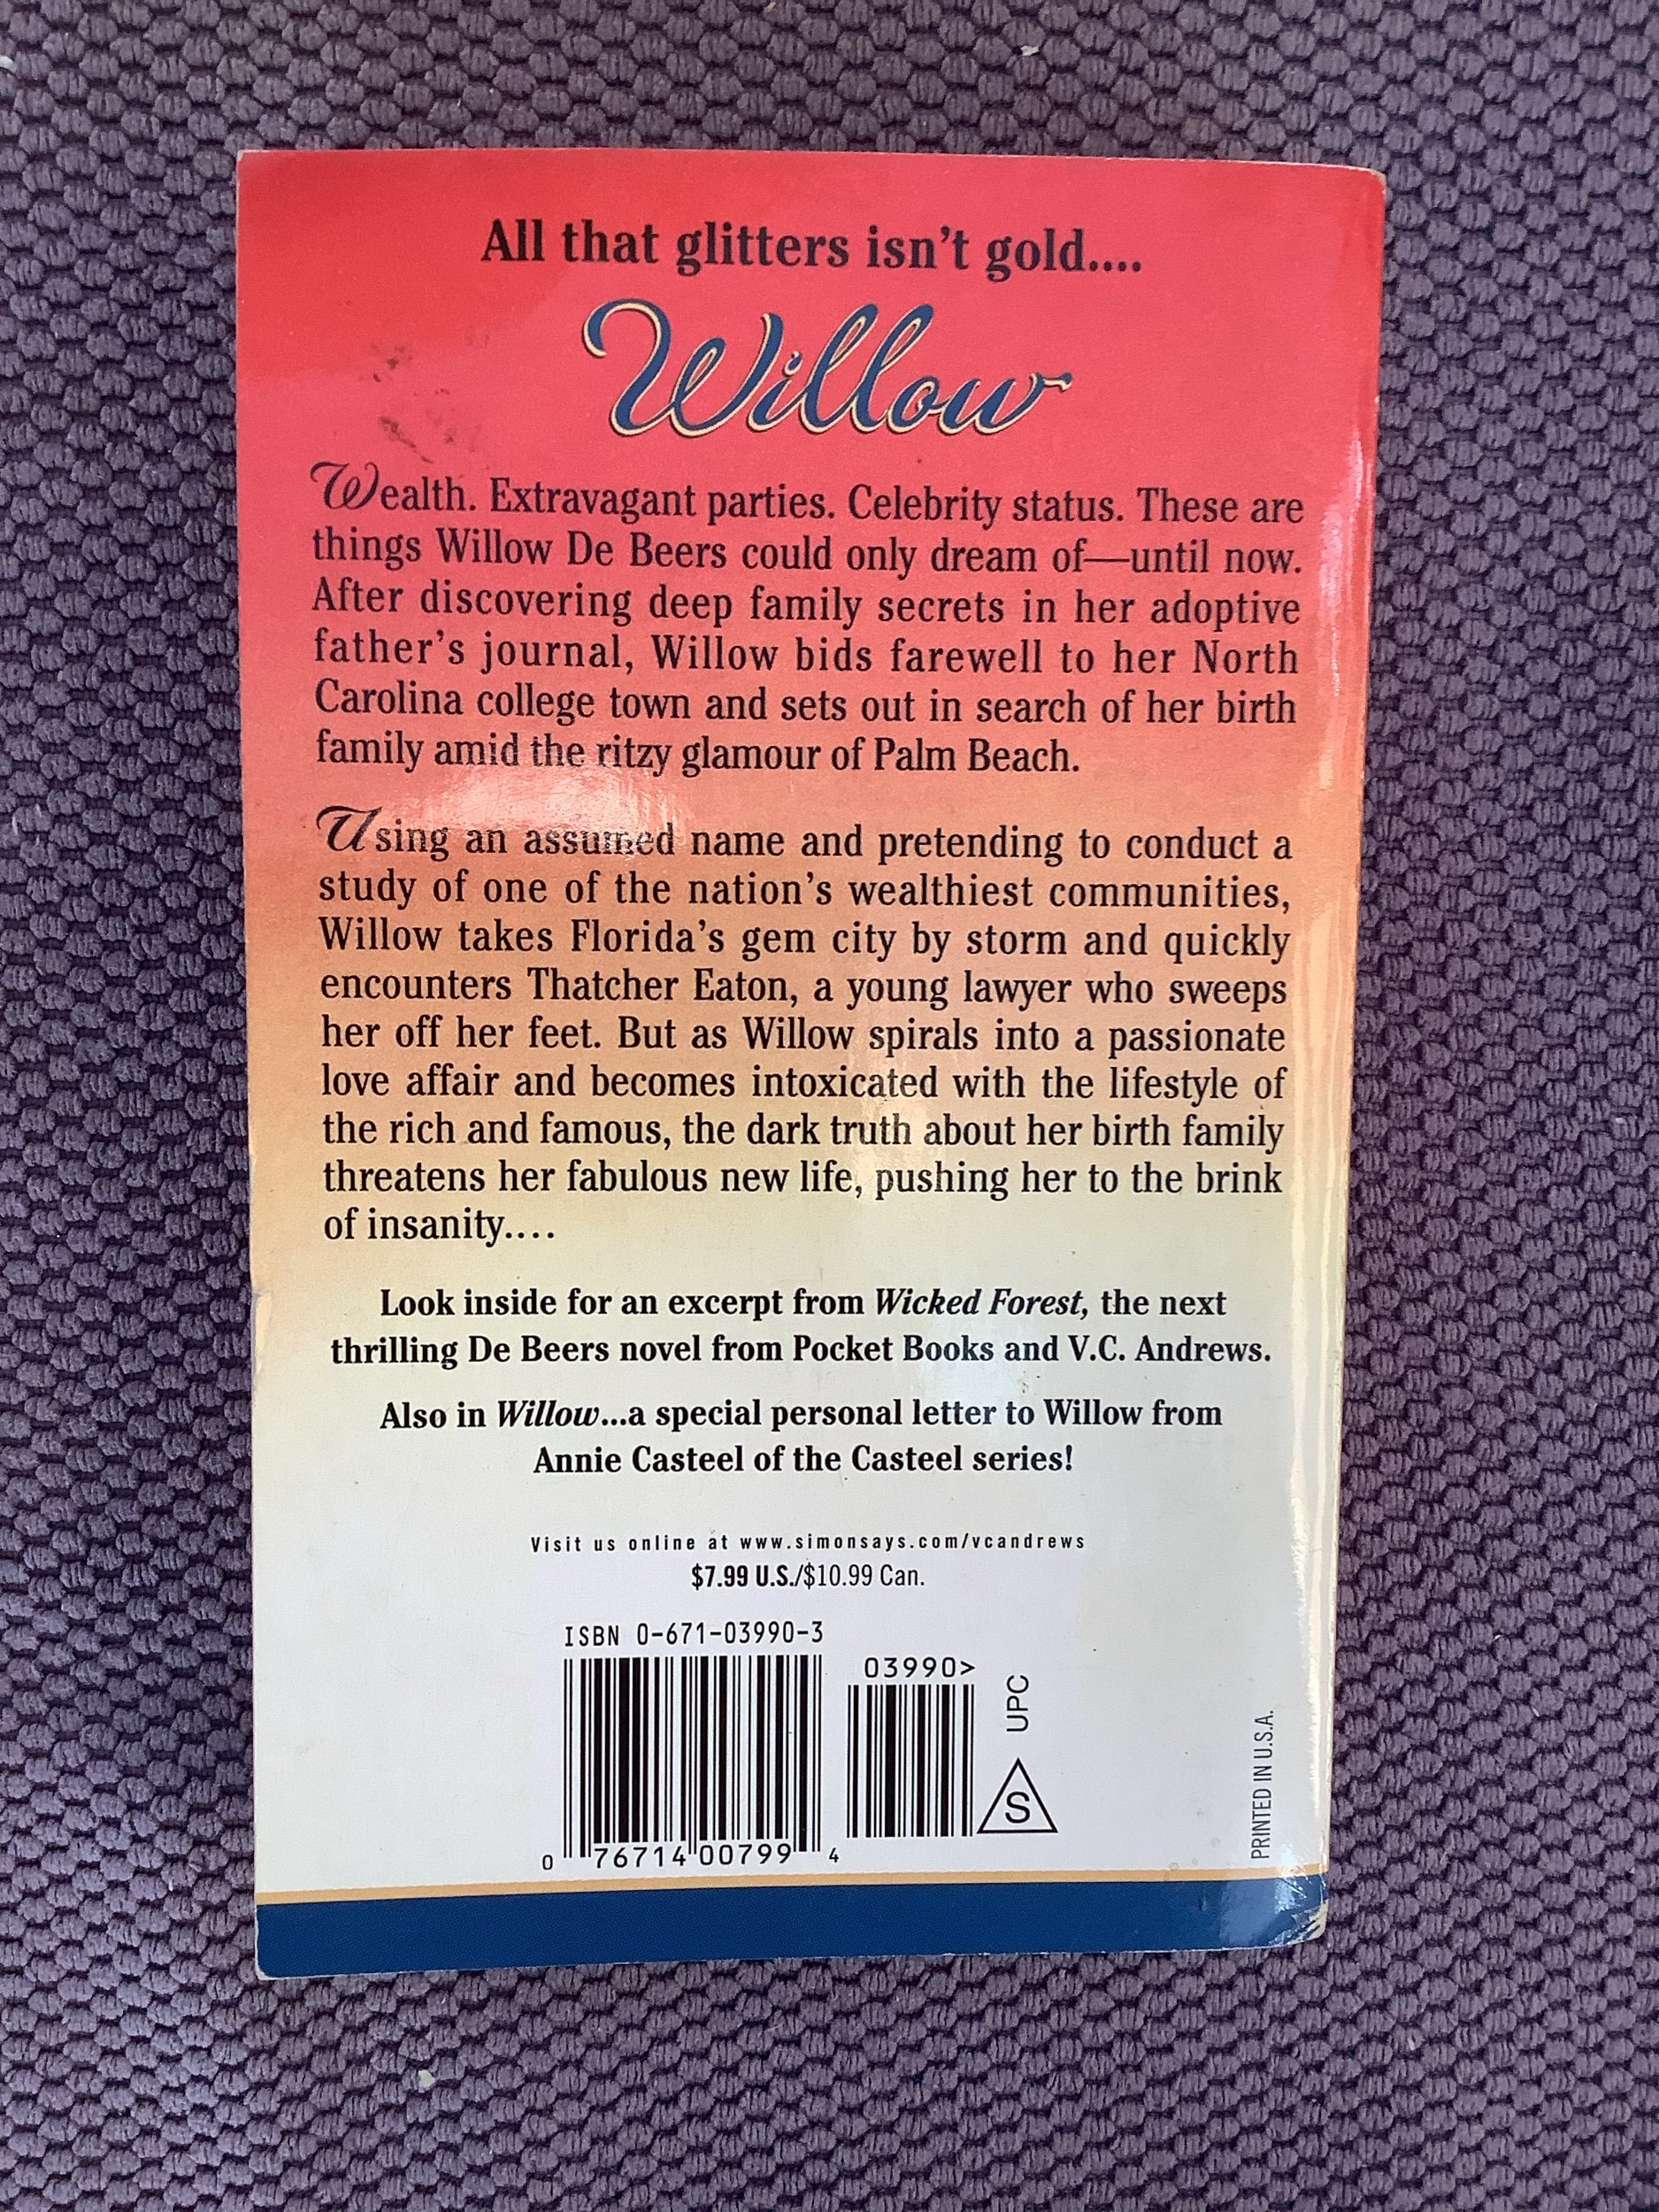 All that glitters isn't gold....
Willow
Wealth. Extravagant parties. Celebrity status. These are
things Willow De Beers could only dream of—until now.
After discovering deep family secrets in her adoptive
father's journal, Willow bids farewell to her North
Carolina college town and sets out in search of her birth
family amid the ritzy glamour of Palm Beach.
Using an assumed name and pretending to conduct a
study of one of the nation's wealthiest communities,
Willow takes Florida's gem city by storm and quickly
encounters Thatcher Eaton, a young lawyer who sweeps
her off her feet. But as Willow spirals into a passionate
love affair and becomes intoxicated with the lifestyle of
the rich and famous, the dark truth about her birth family
threatens her fabulous new life, pushing her to the brink
of insanity....
Look inside for an excerpt from Wicked Forest, the next
thrilling De Beers novel from Pocket Books and V.C. Andrews.
Also in Willow...a special personal letter to Willow from
Annie Casteel of the Casteel series!
Visit us online at www.simonsays.com/vcandrews
$7.99 U.S./$10.99 Can.
ISBN 0-671-03990-3
03990>
UPC
S
0 76714 00799 4
PRINTED IN U.S.A.